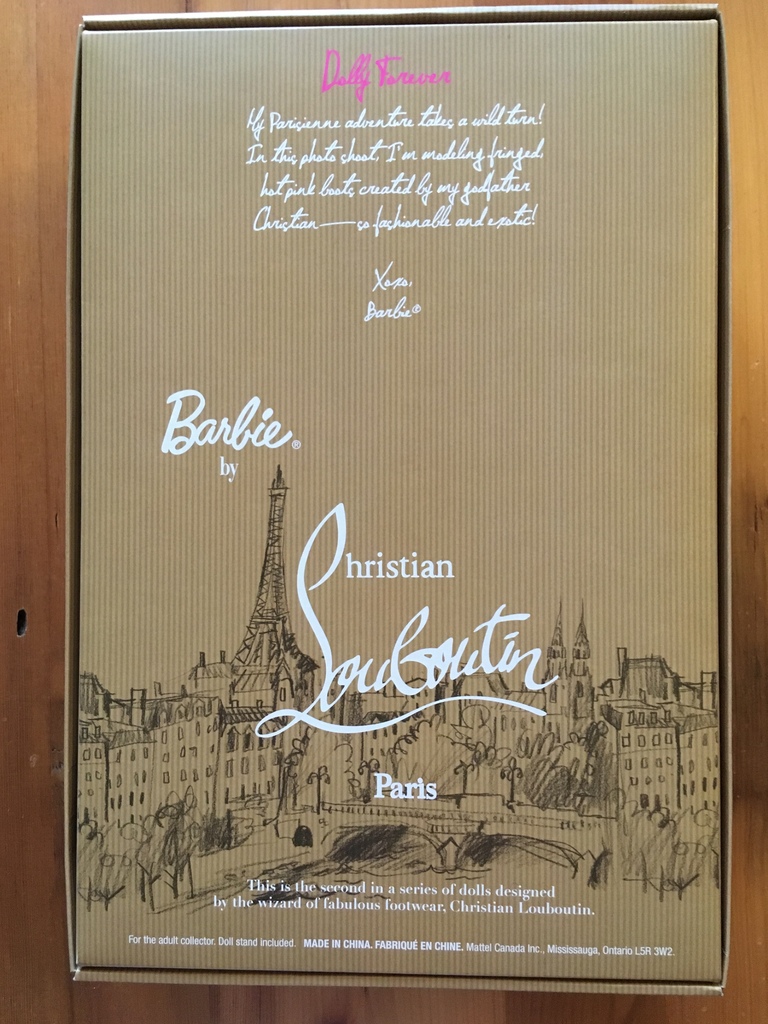 Dolly Forever
My Parisienne adventure takes a wild turn!
In this photo shoot, I'm modeling fringed,
hot pink boots created by my godfather
Christian—so fashionable and exotic!
Xoxo,
Barbie®
Barbie®
by
Christian
Louboutin
Paris
This is the second in a series of dolls designed
by the wizard of fabulous footwear, Christian Louboutin.
For the adult collector. Doll stand included. MADE IN CHINA. FABRIQUÉ EN CHINE. Mattel Canada Inc., Mississauga, Ontario L5R 3W2.